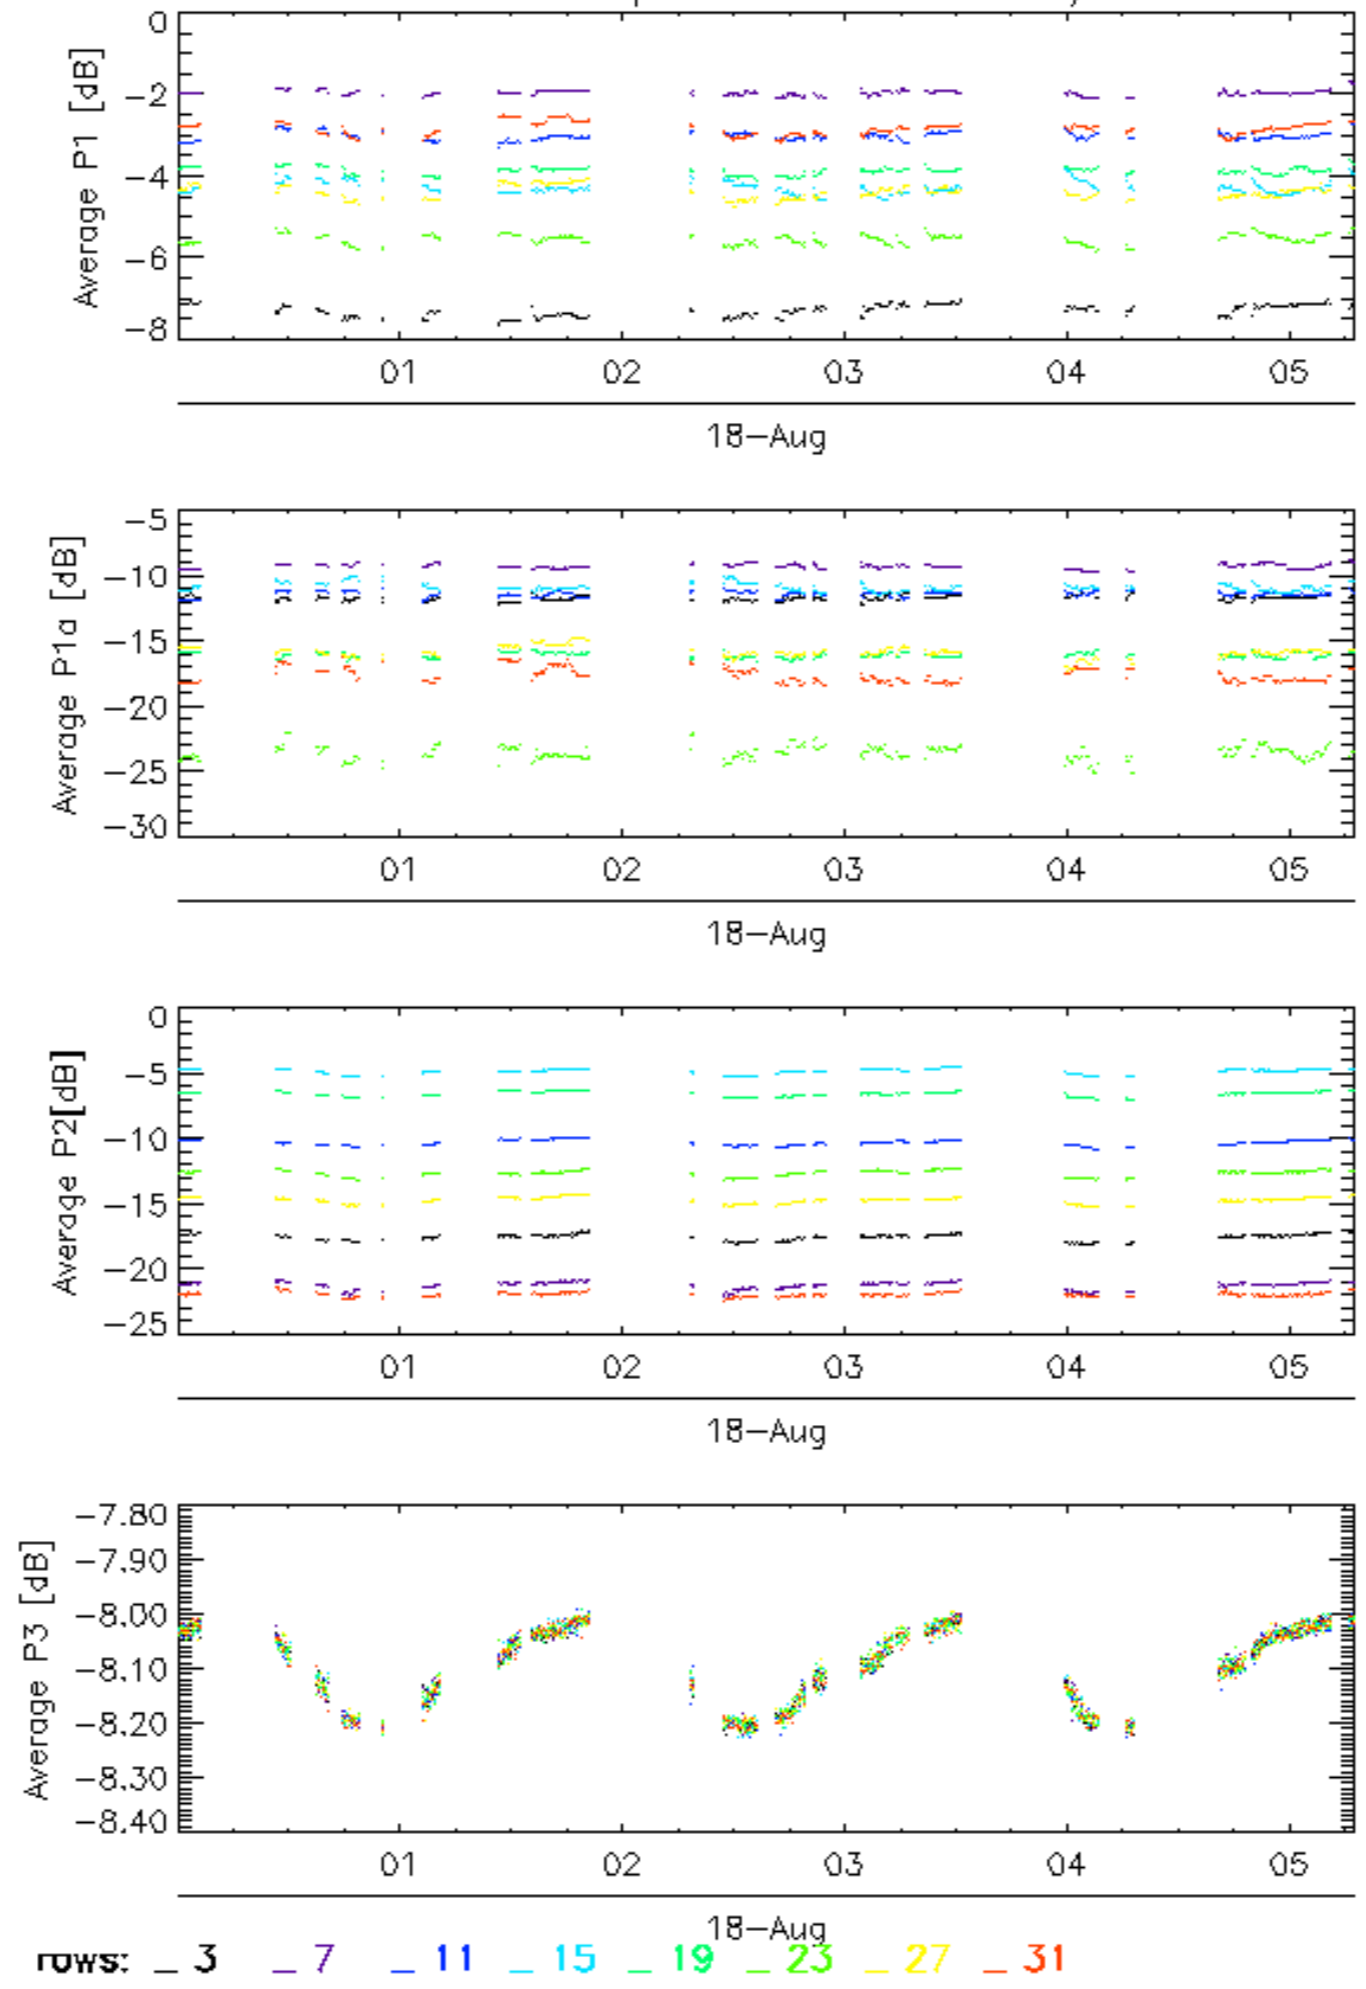 0
−2
−4
−6
−8
Average P1 [dB]
01 02 03 04 05
18−Aug
−5
−10
−15
−20
−25
−30
Average P1a [dB]
01 02 03 04 05
18−Aug
0
−5
−10
−15
−20
−25
Average P2[dB]
01 02 03 04 05
18−Aug
−7.80
−7.90
−8.00
−8.10
−8.20
−8.30
−8.40
Average P3 [dB]
01 02 03 04 05
18−Aug
rows: _ 3 _ 7 _ 11 _ 15 _ 19 _ 23 _ 27 _ 31